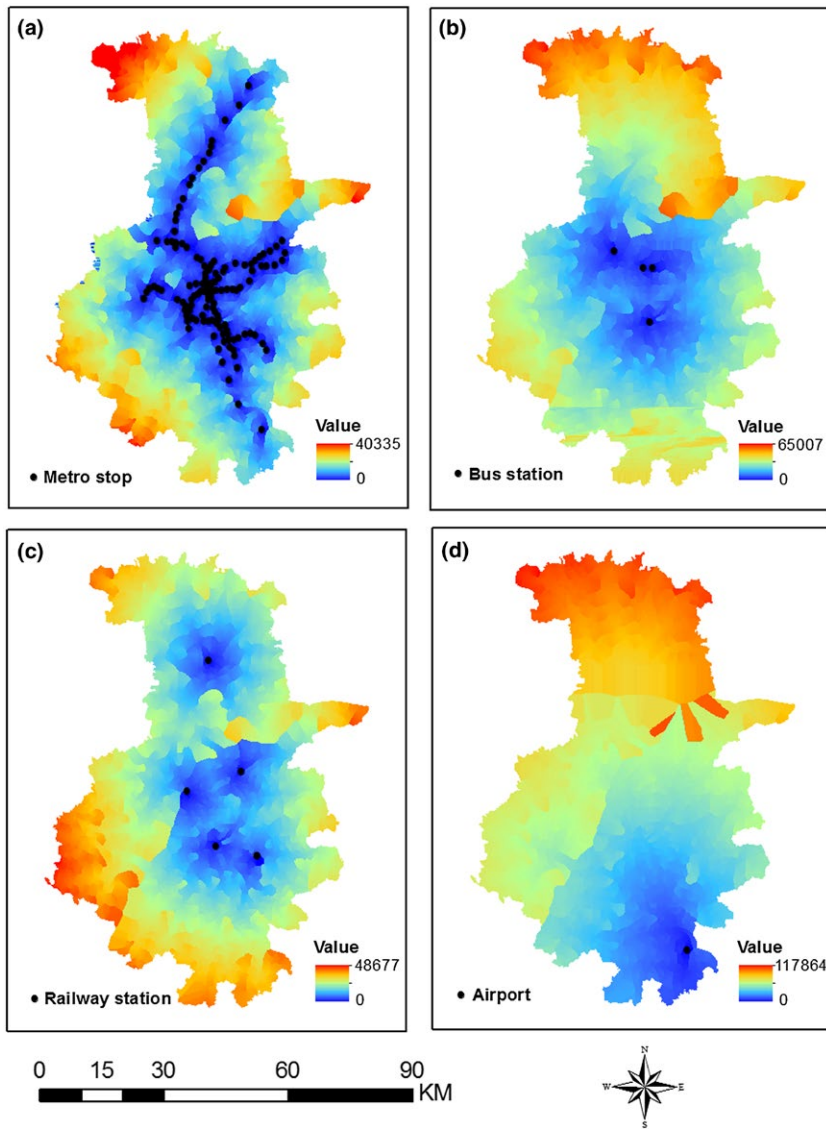 (a)
Value
40335
0
Metro stop
(b)
Value
65007
0
Bus station
(c)
Value
48677
0
Railway station
(d)
Value
117864
0
Airport
0 15 30 60 90
KM
N
W E
S